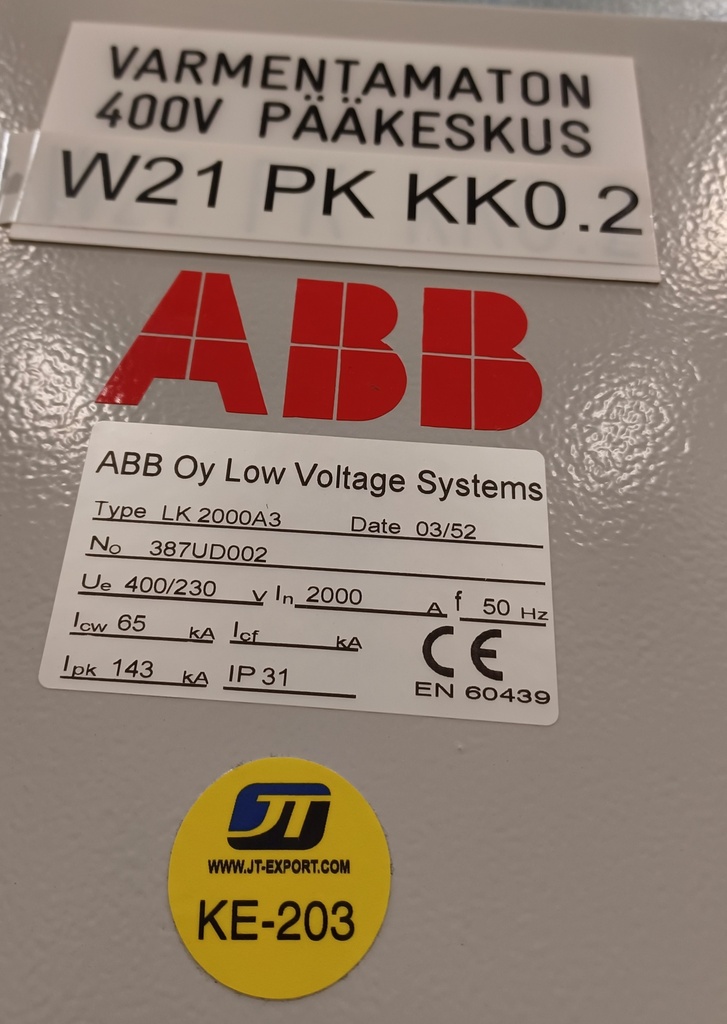 VARMENTAMATON
400V PÄÄKESKUS
W21 PK KK0.2
ABB
ABB Oy Low Voltage Systems
Type LK 2000A3 Date 03/52
No 387UD002
Ue 400/230 V In 2000 A f 50 Hz
Icw 65 kA Icf kA
Ipk 143 kA IP 31
CE
EN 60439
JT
WWW.JT-EXPORT.COM
KE-203